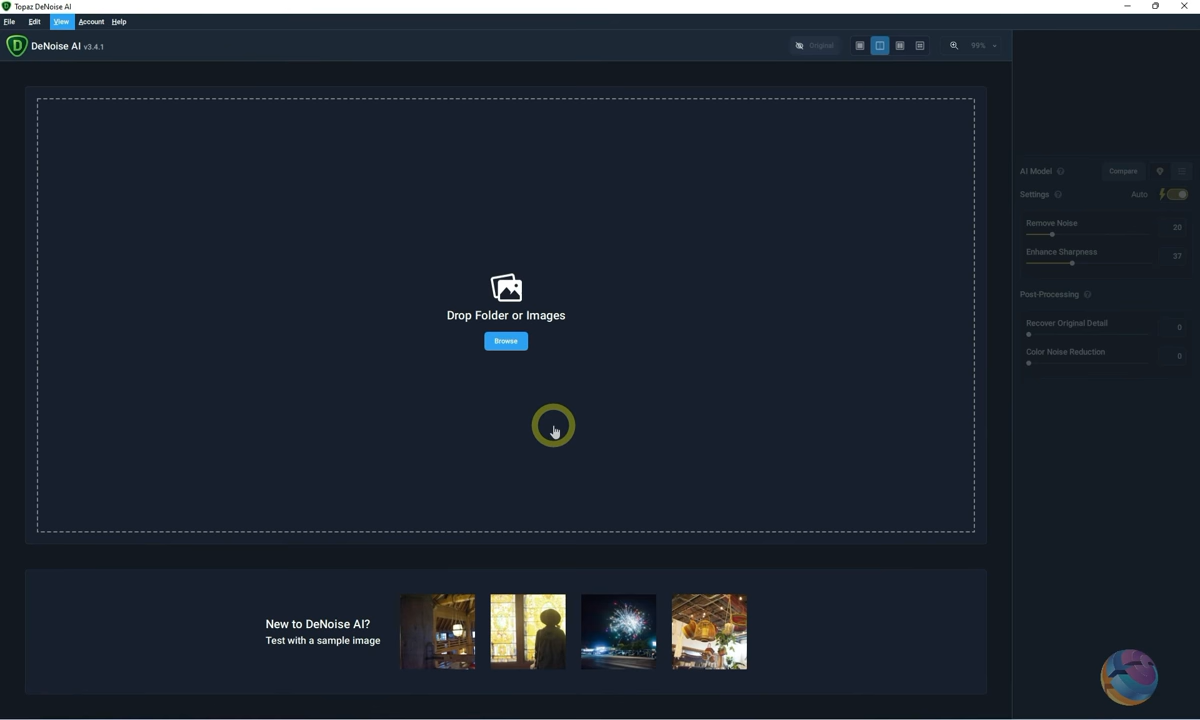 Topaz DeNoise AI
File Edit View Account Help
DeNoise AI v3.4.1
Original
99%
Drop Folder or Images
Browse
AI Model
Compare
Settings
Auto
Remove Noise
20
Enhance Sharpness
37
Post-Processing
Recover Original Detail
0
Color Noise Reduction
0
New to DeNoise AI?
Test with a sample image